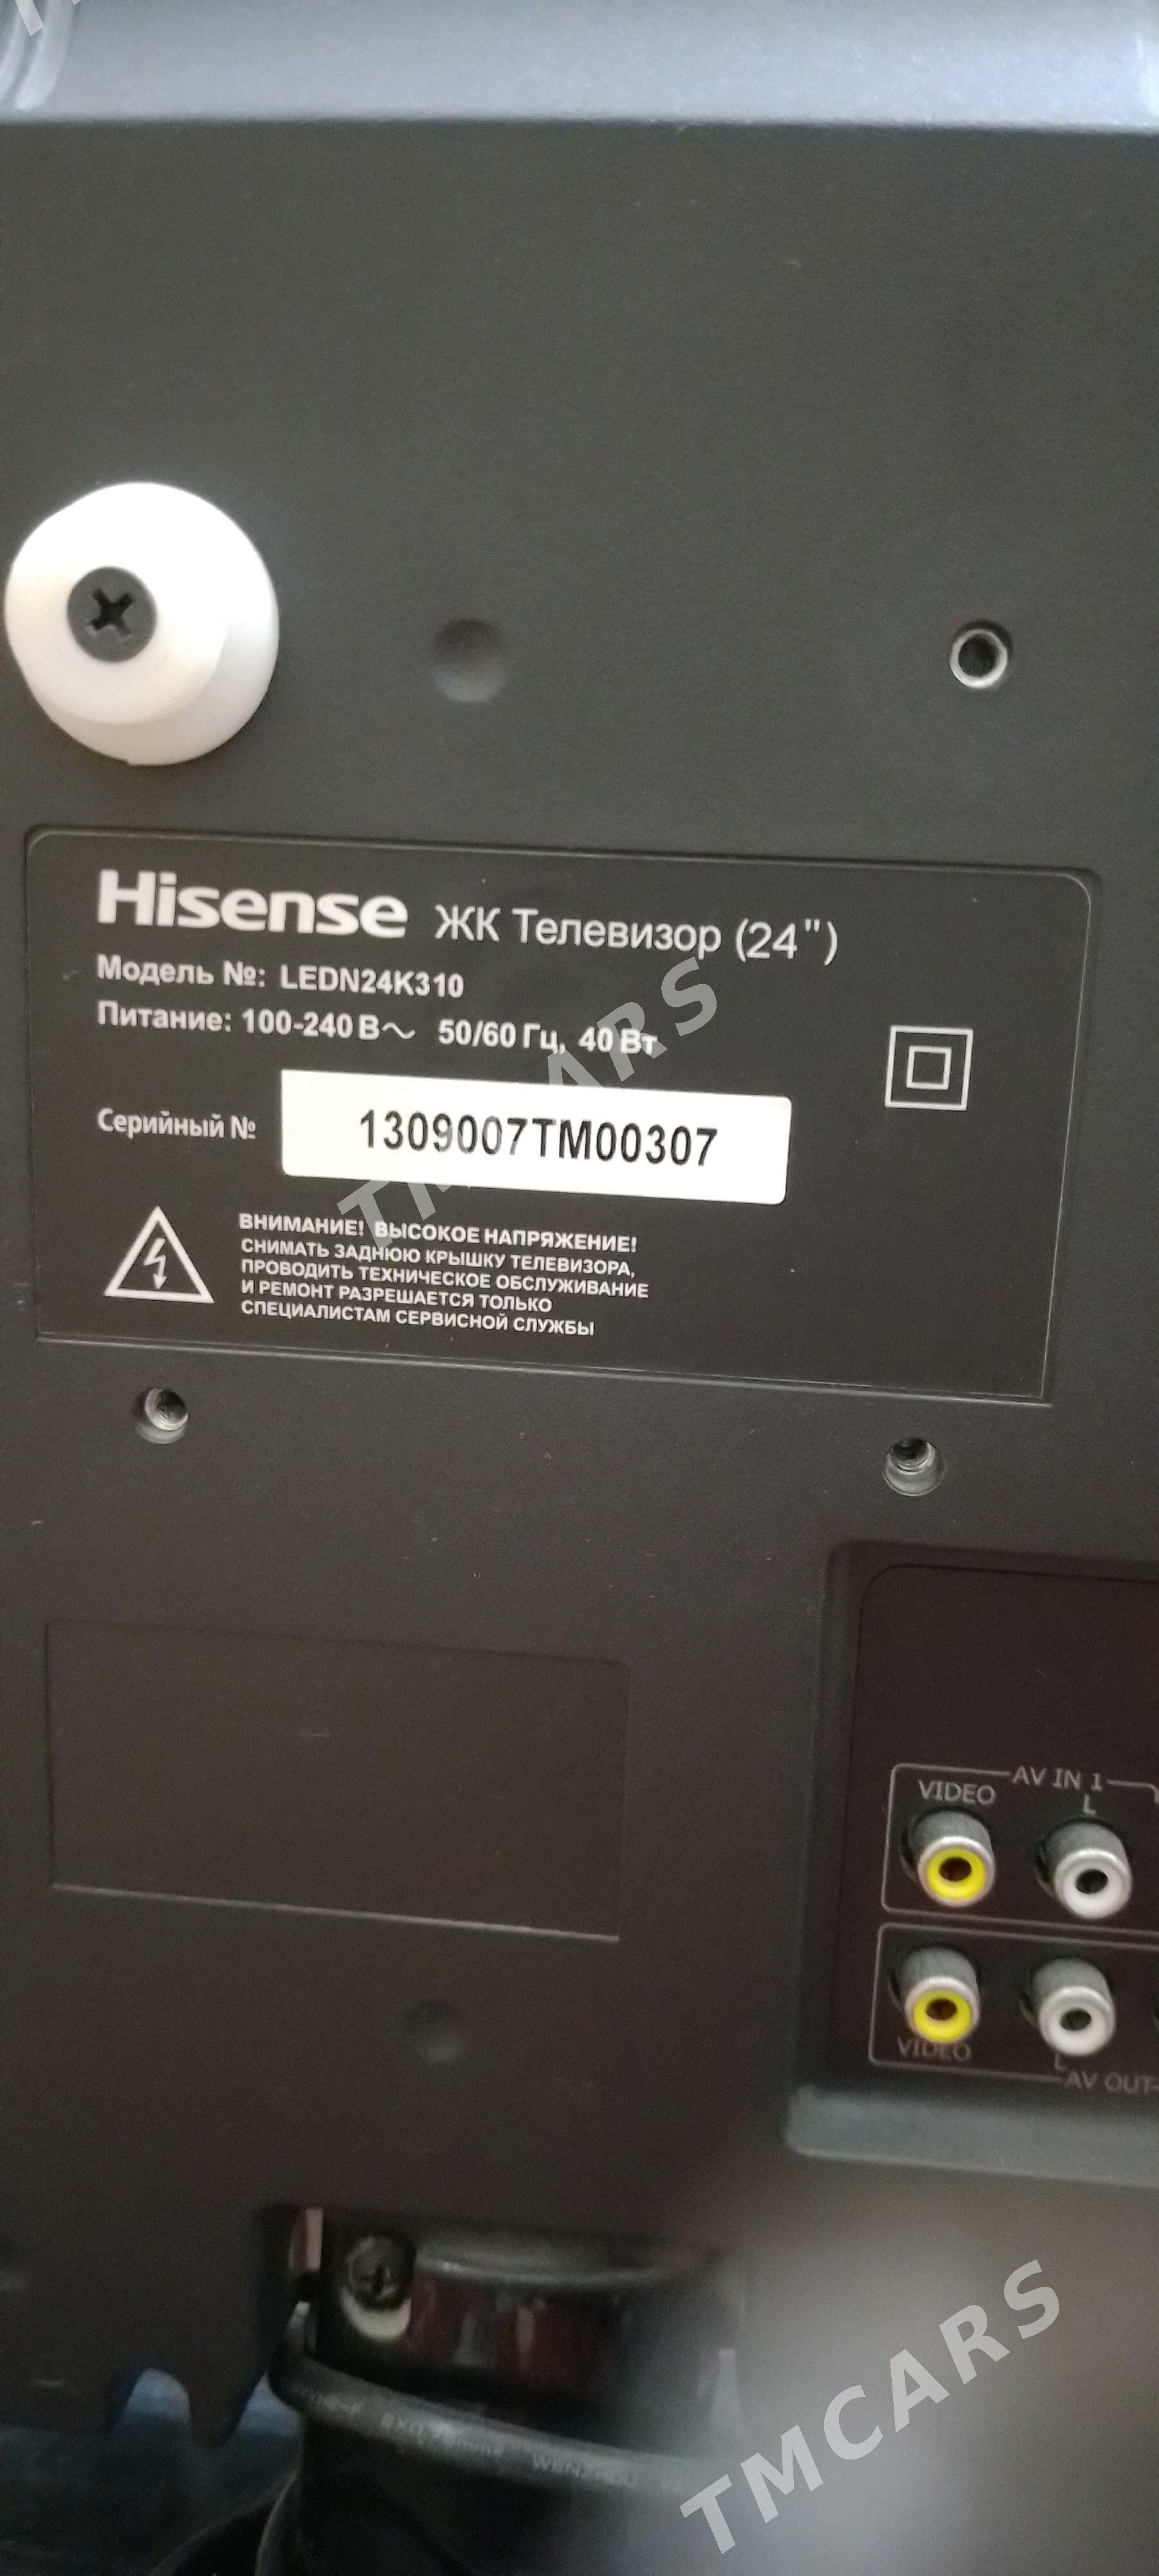 Hisense ЖК Телевизор (24")
Модель №: LEDN24K310
Питание: 100-240 В~ 50/60 Гц, 40 Вт
Серийный № 1309007TM00307
ВНИМАНИЕ! ВЫСОКОЕ НАПРЯЖЕНИЕ!
СНИМАТЬ ЗАДНЮЮ КРЫШКУ ТЕЛЕВИЗОРА,
ПРОВОДИТЬ ТЕХНИЧЕСКОЕ ОБСЛУЖИВАНИЕ
И РЕМОНТ РАЗРЕШАЕТСЯ ТОЛЬКО
СПЕЦИАЛИСТАМ СЕРВИСНОЙ СЛУЖБЫ
TMCARS
AV IN 1
VIDEO L
VIDEO L
AV OUT
WENZHOU
TMCARS